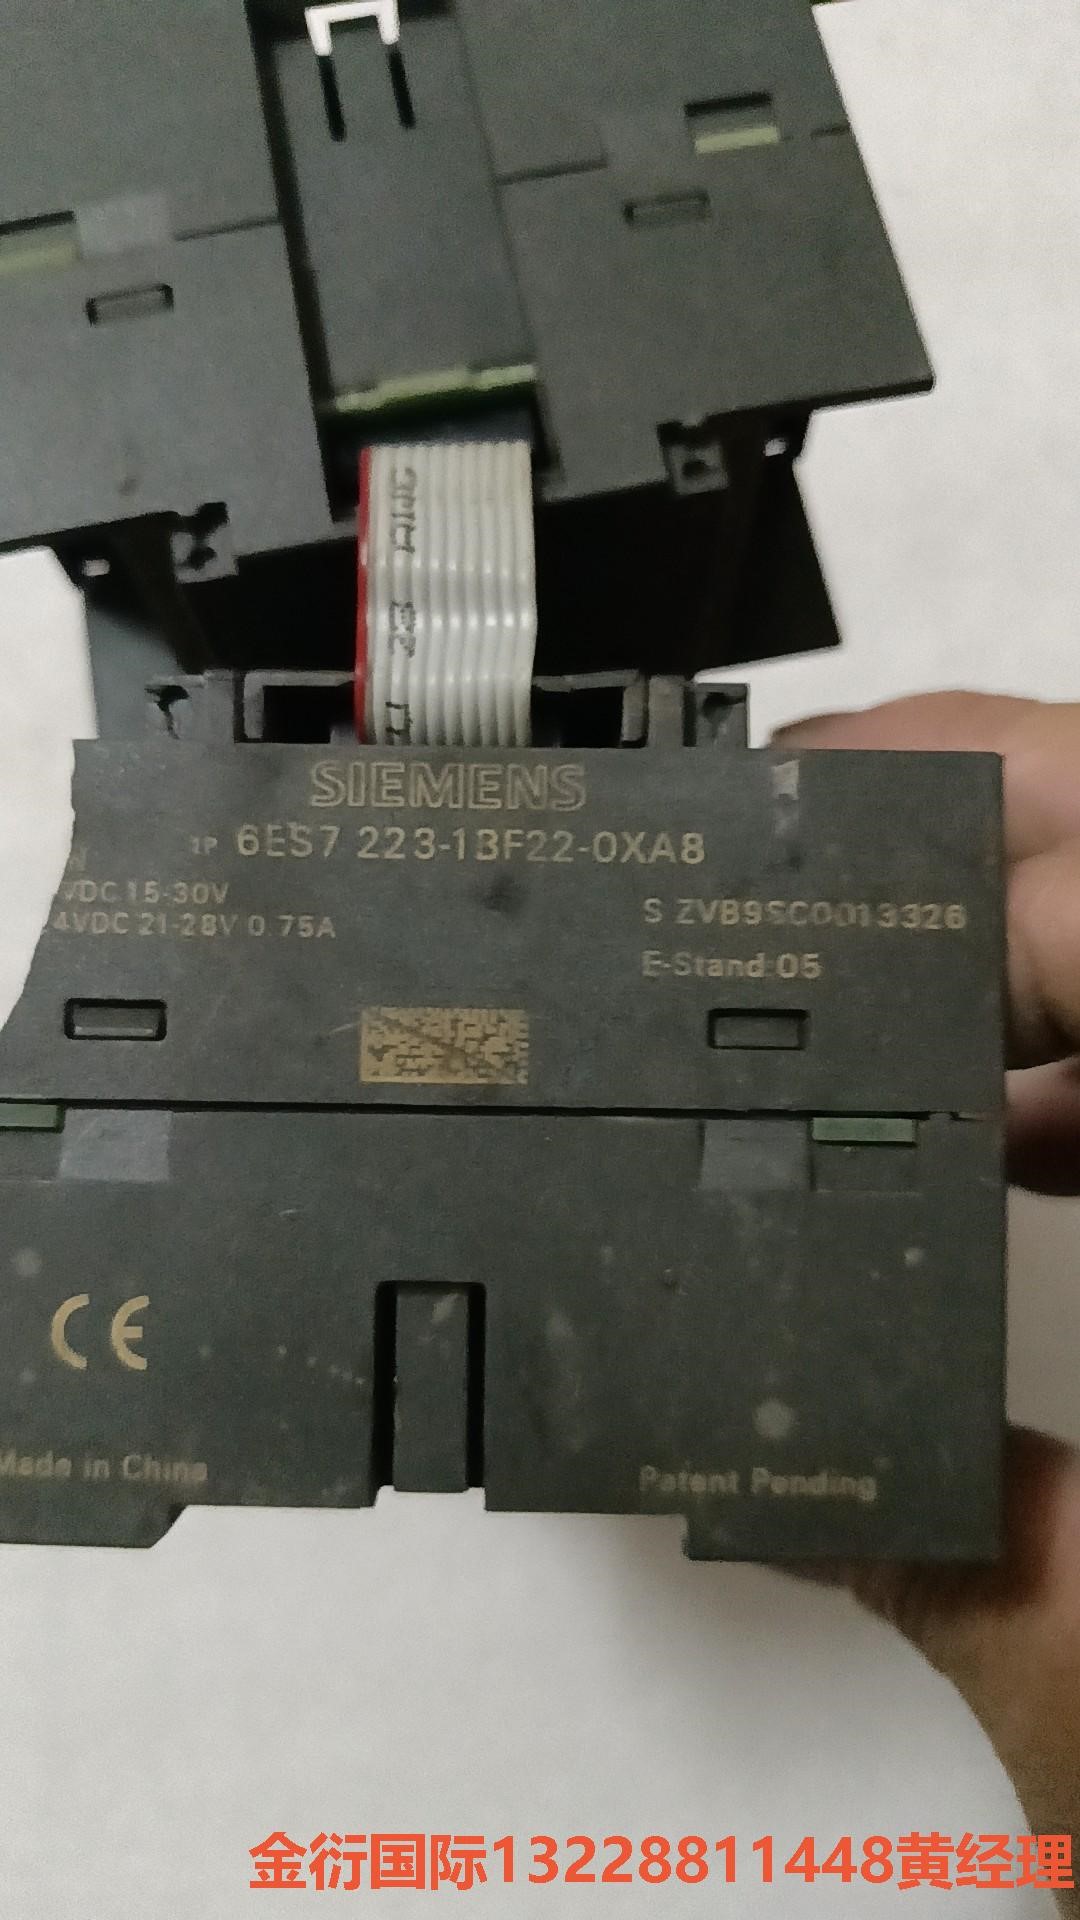 AWG
28
SIEMENS
1P 6ES7 223-1BF22-0XA8
N
VDC 15-30V
4VDC 21-28V 0.75A
S ZVB9SC0013326
E-Stand:05
CE
Made in China
Patent Pending
金衍国际13228811448黄经理